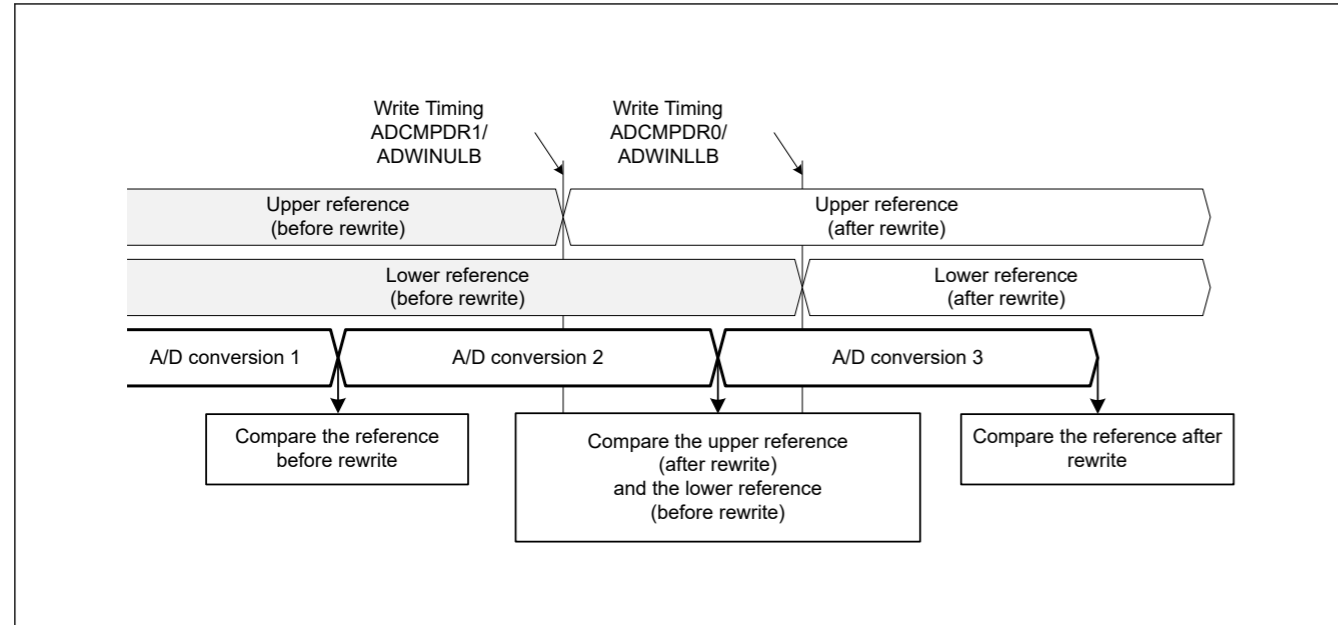 Write Timing
ADCMPDR1/
ADWINULB
Write Timing
ADCMPDR0/
ADWINLLB
Upper reference
(before rewrite)
Upper reference
(after rewrite)
Lower reference
(before rewrite)
Lower reference
(after rewrite)
A/D conversion 1
A/D conversion 2
A/D conversion 3
Compare the reference
before rewrite
Compare the upper reference
(after rewrite)
and the lower reference
(before rewrite)
Compare the reference after
rewrite